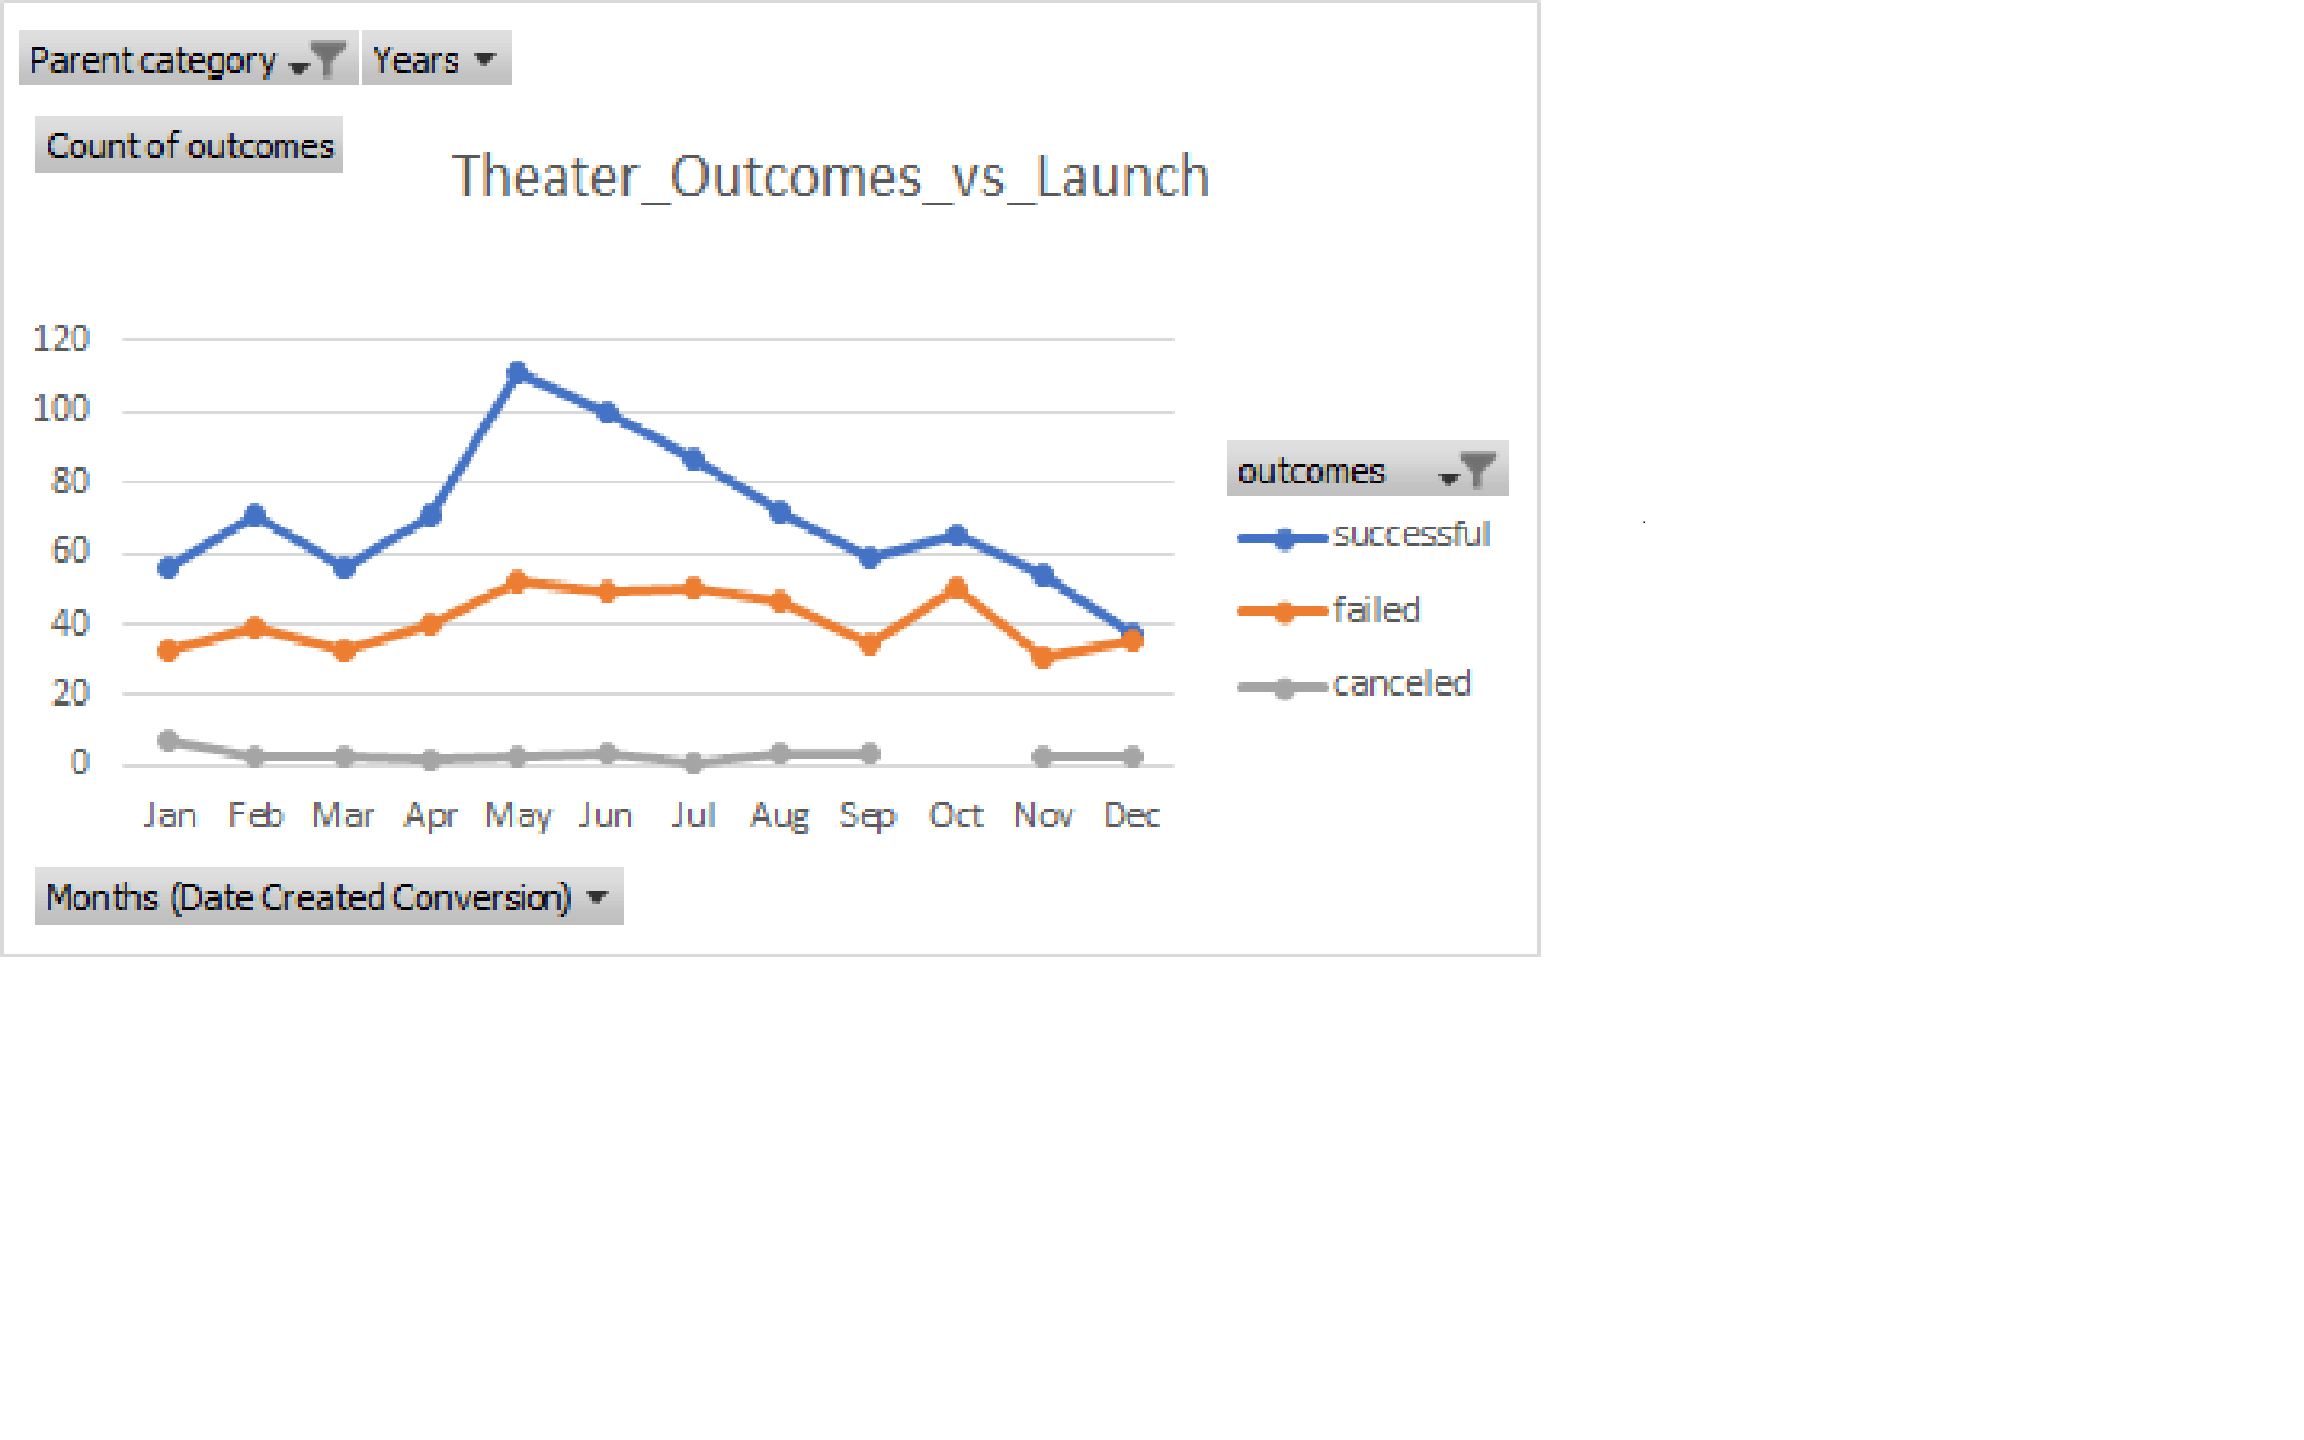 Parent category Years
Count of outcomes
Theater_Outcomes_vs_Launch
120
100
80
60
40
20
0
Jan Feb Mar Apr May Jun Jul Aug Sep Oct Nov Dec
outcomes
successful
failed
canceled
Months (Date Created Conversion)